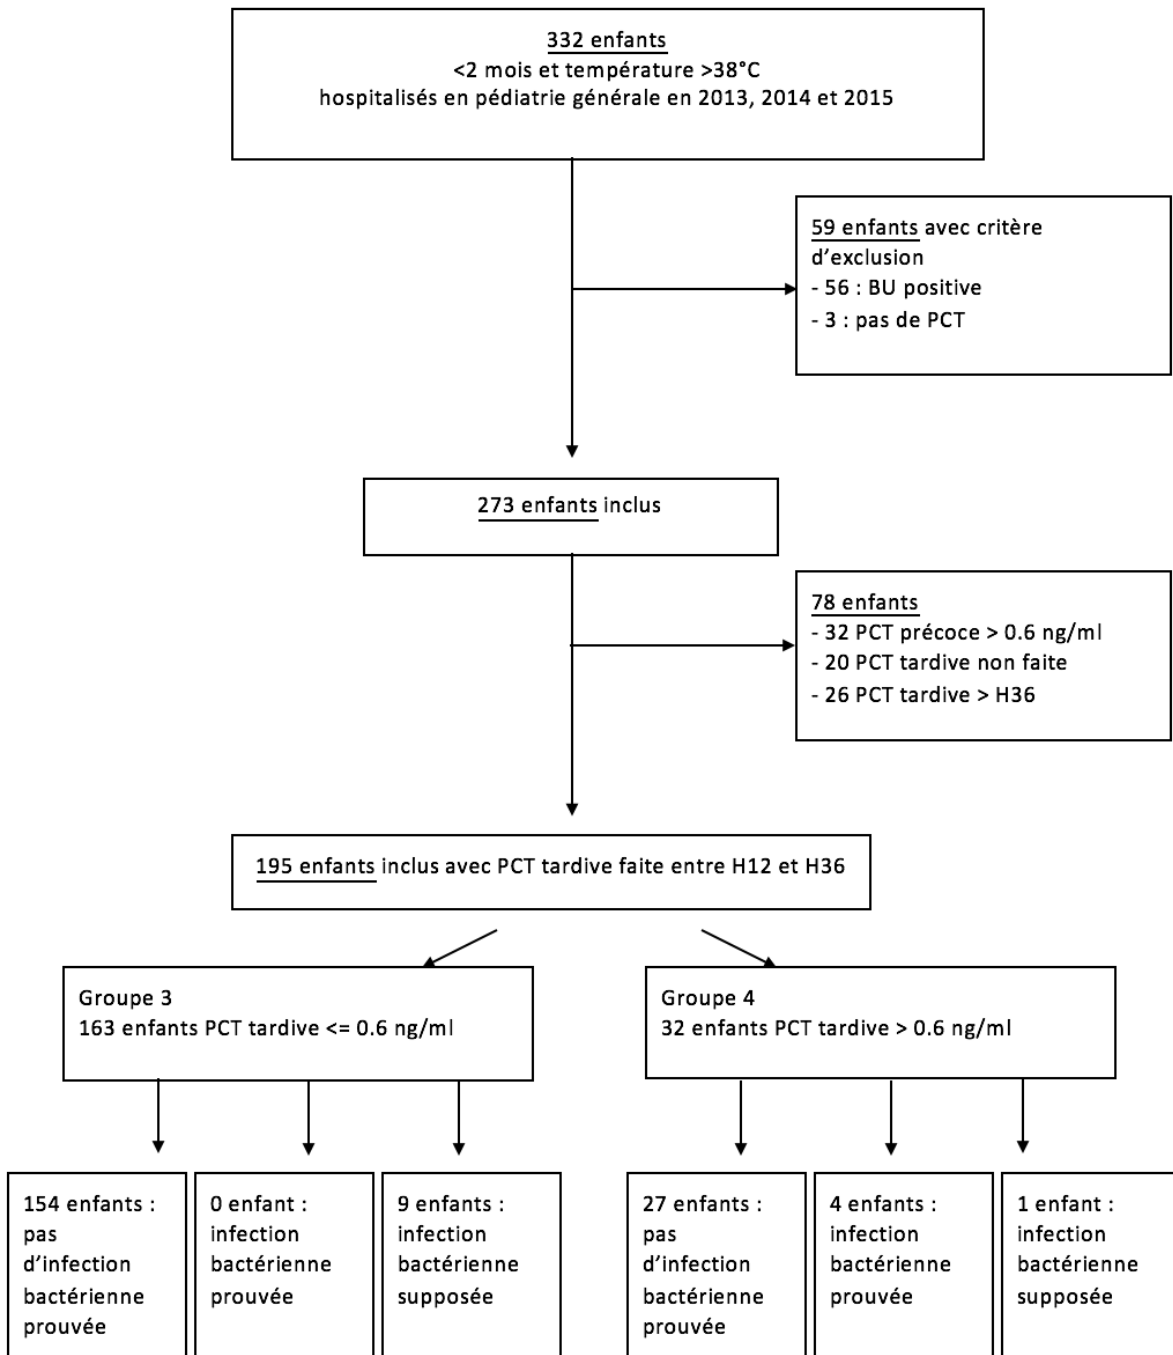 332 enfants
<2 mois et température >38°C
hospitalisés en pédiatrie générale en 2013, 2014 et 2015
59 enfants avec critère
d’exclusion
- 56 : BU positive
- 3 : pas de PCT
273 enfants inclus
78 enfants
- 32 PCT précoce > 0.6 ng/ml
- 20 PCT tardive non faite
- 26 PCT tardive > H36
195 enfants inclus avec PCT tardive faite entre H12 et H36
Groupe 3
163 enfants PCT tardive <= 0.6 ng/ml
Groupe 4
32 enfants PCT tardive > 0.6 ng/ml
154 enfants :
pas
d’infection
bactérienne
prouvée
0 enfant :
infection
bactérienne
prouvée
9 enfants :
infection
bactérienne
supposée
27 enfants :
pas
d’infection
bactérienne
prouvée
4 enfants :
infection
bactérienne
prouvée
1 enfant :
infection
bactérienne
supposée